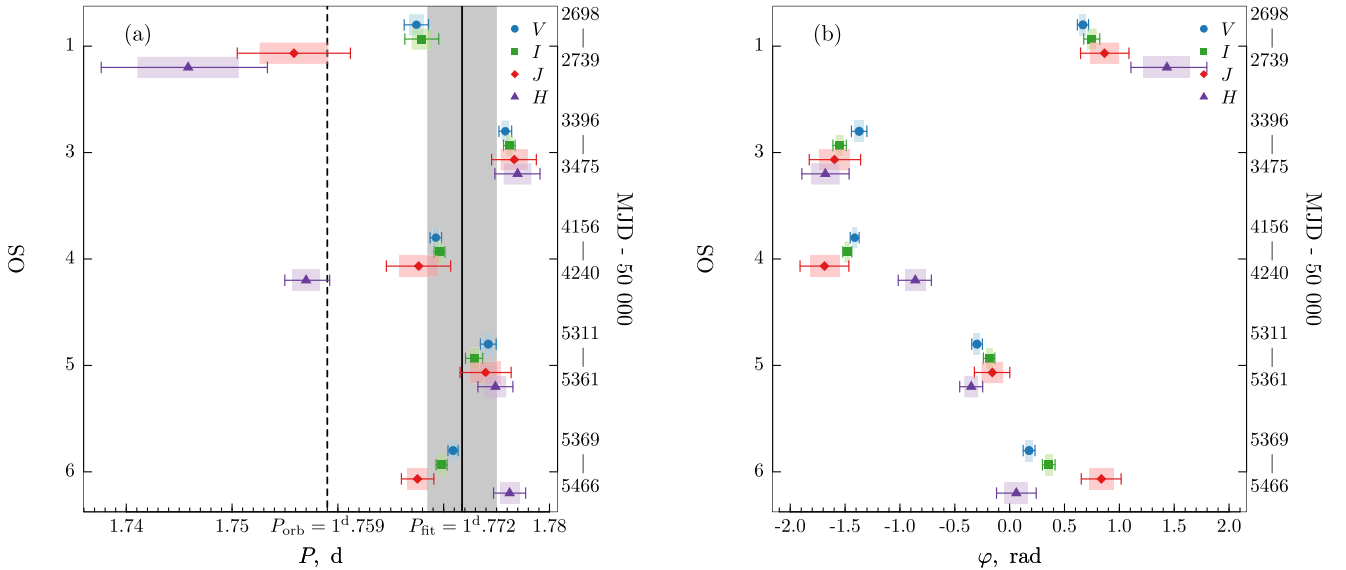 (a)
V
I
J
H
OS
1
3
4
5
6
2698
2739
3396
3475
4156
4240
5311
5361
5369
5466
MJD - 50 000
1.74
1.75
P_orb = 1^d.759
P_fit = 1^d.772
1.78
P, d
(b)
V
I
J
H
OS
1
3
4
5
6
2698
2739
3396
3475
4156
4240
5311
5361
5369
5466
MJD - 50 000
-2.0
-1.5
-1.0
-0.5
0.0
0.5
1.0
1.5
2.0
φ, rad